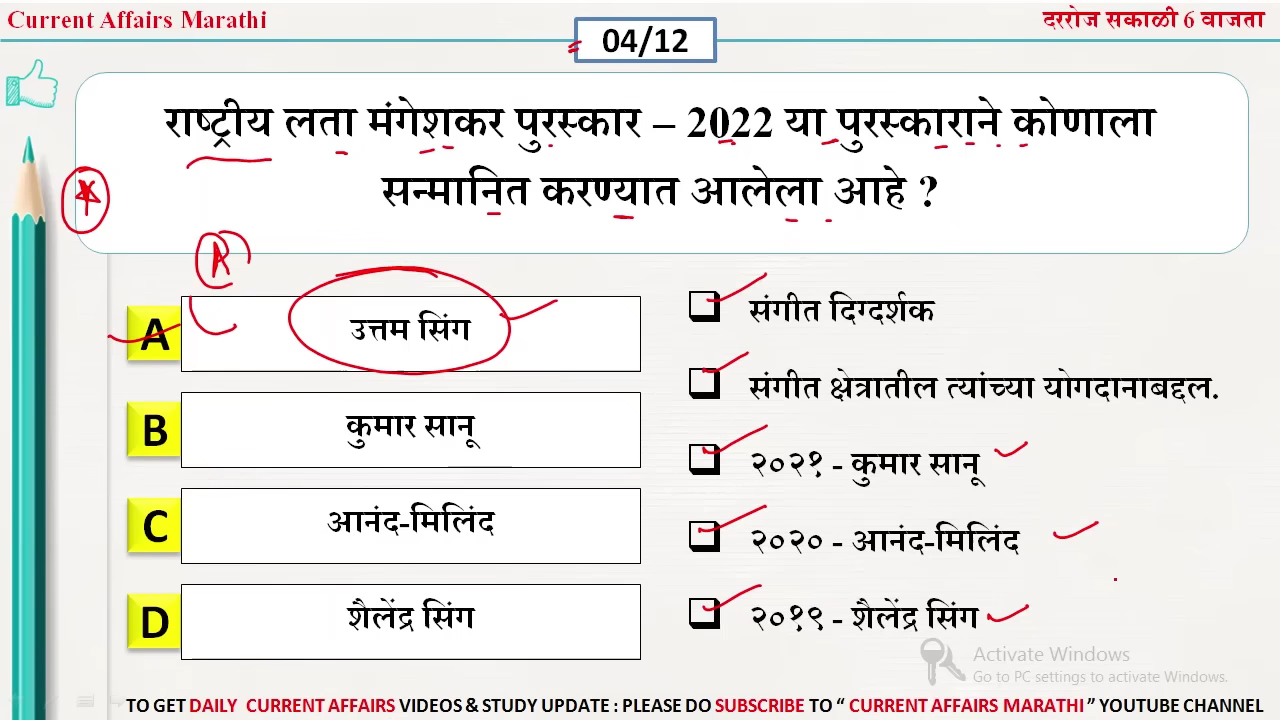 Current Affairs Marathi
दररोज सकाळी 6 वाजता
04/12
राष्ट्रीय लता मंगेशकर पुरस्कार – 2022 या पुरस्काराने कोणाला
सन्मानित करण्यात आलेला आहे ?
A
A उत्तम सिंग
B कुमार सानू
C आनंद-मिलिंद
D शैलेंद्र सिंग
संगीत दिग्दर्शक
संगीत क्षेत्रातील त्यांच्या योगदानाबद्दल.
२०२१ - कुमार सानू
२०२० - आनंद-मिलिंद
२०१९ - शैलेंद्र सिंग
Activate Windows
Go to PC settings to activate Windows.
TO GET DAILY CURRENT AFFAIRS VIDEOS & STUDY UPDATE : PLEASE DO SUBSCRIBE TO “ CURRENT AFFAIRS MARATHI ” YOUTUBE CHANNEL